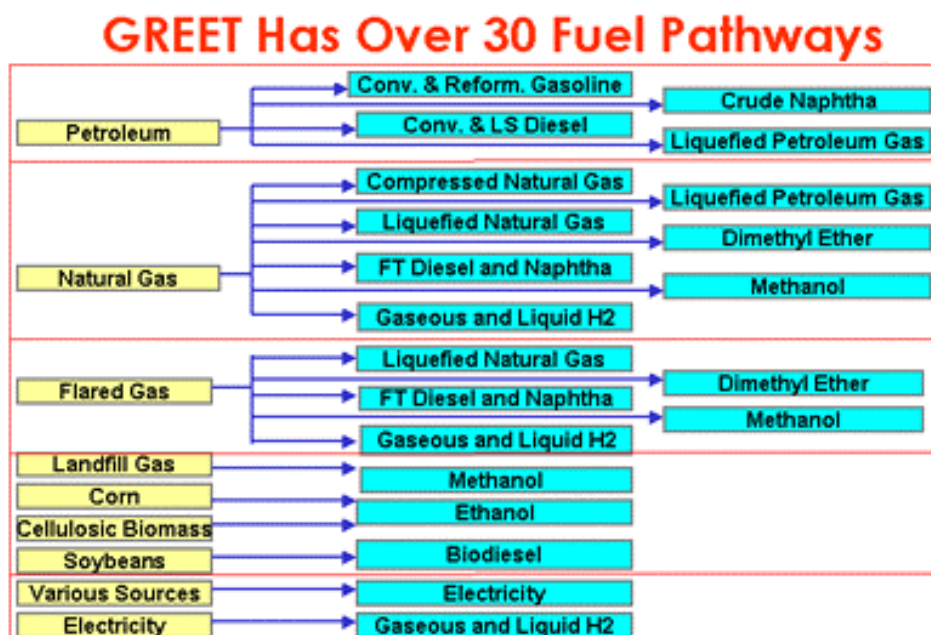 GREET Has Over 30 Fuel Pathways
Petroleum
Conv. & Reform. Gasoline
Crude Naphtha
Conv. & LS Diesel
Liquefied Petroleum Gas
Natural Gas
Compressed Natural Gas
Liquefied Petroleum Gas
Liquefied Natural Gas
Dimethyl Ether
FT Diesel and Naphtha
Methanol
Gaseous and Liquid H2
Flared Gas
Liquefied Natural Gas
Dimethyl Ether
FT Diesel and Naphtha
Methanol
Gaseous and Liquid H2
Landfill Gas
Methanol
Corn
Ethanol
Cellulosic Biomass
Soybeans
Biodiesel
Various Sources
Electricity
Electricity
Gaseous and Liquid H2